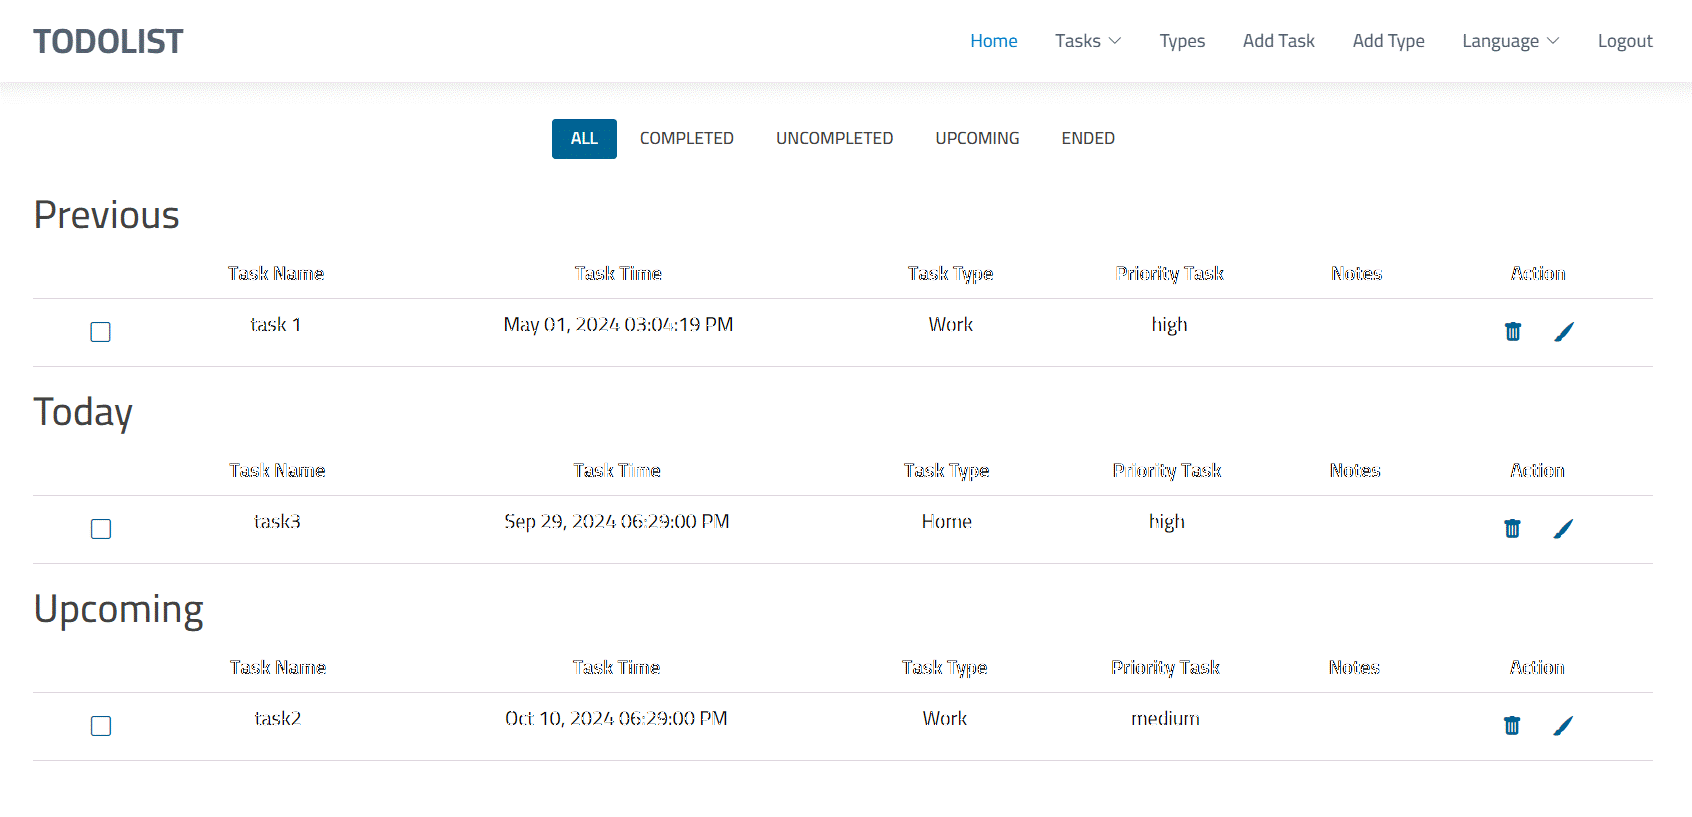 TODOLIST Home Tasks Types Add Task Add Type Language Logout
ALL COMPLETED UNCOMPLETED UPCOMING ENDED
Previous
Task Name Task Time Task Type Priority Task Notes Action
task 1 May 01, 2024 03:04:19 PM Work high
Today
Task Name Task Time Task Type Priority Task Notes Action
task3 Sep 29, 2024 06:29:00 PM Home high
Upcoming
Task Name Task Time Task Type Priority Task Notes Action
task2 Oct 10, 2024 06:29:00 PM Work medium